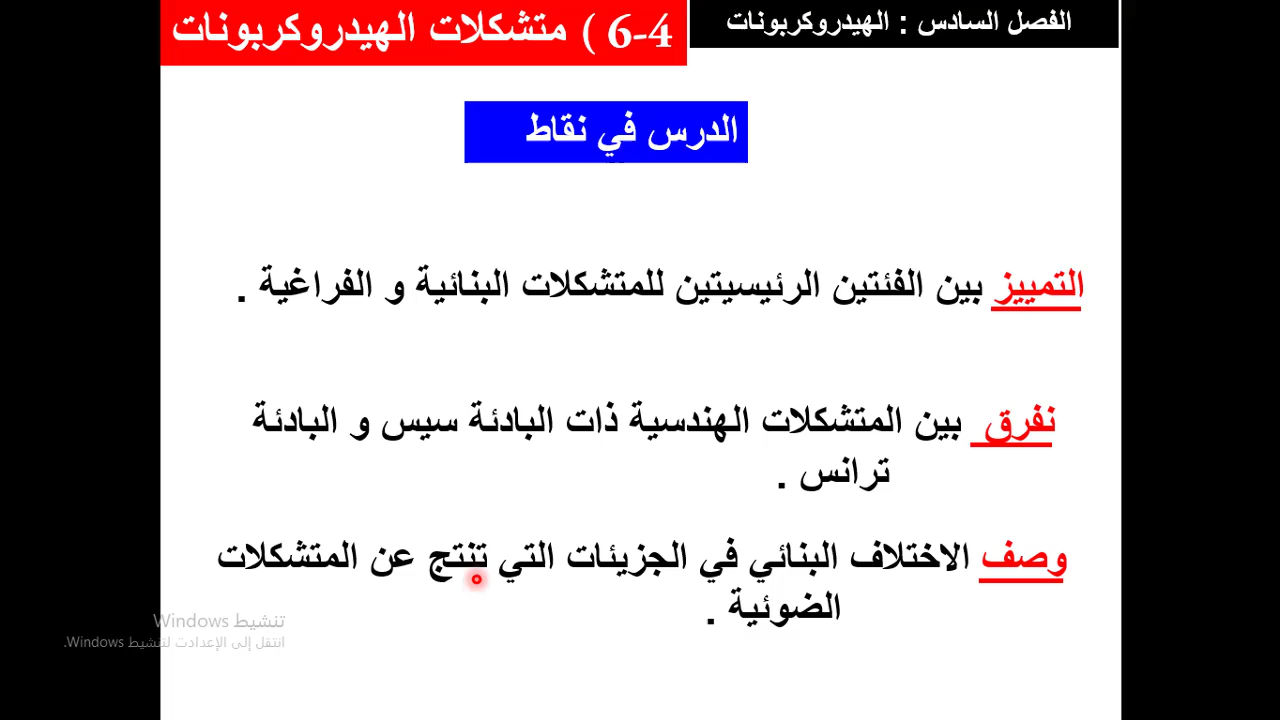 الفصل السادس : الهيدروكربونات
6-4 ) متشكلات الهيدروكربونات
الدرس في نقاط
التمييز بين الفئتين الرئيسيتين للمتشكلات البنائية و الفراغية .
نفرق بين المتشكلات الهندسية ذات البادئة سيس و البادئة
ترانس .
وصف الاختلاف البنائي في الجزيئات التي تنتج عن المتشكلات
الضوئية .
تنشيط Windows
انتقل إلى الإعدادت لتنشيط Windows.